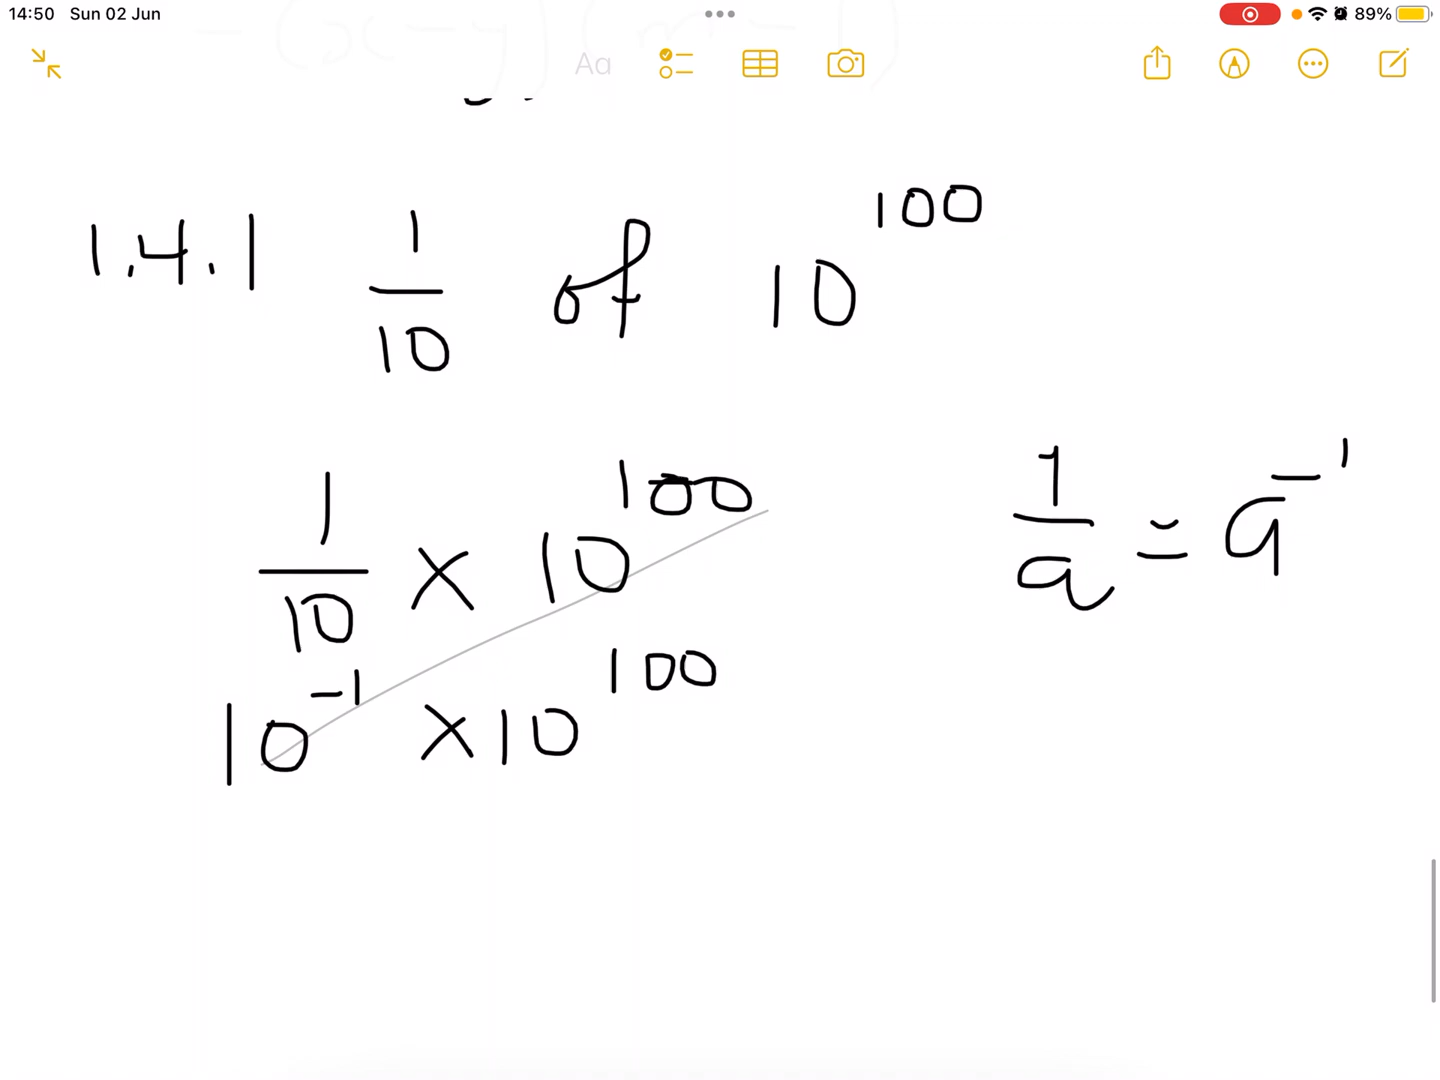 14:50 Sun 02 Jun 89%
Aa
1.4.1 1/10 of 10^100
1/10 × 10^100
1/a = a^-1
10^-1 × 10^100